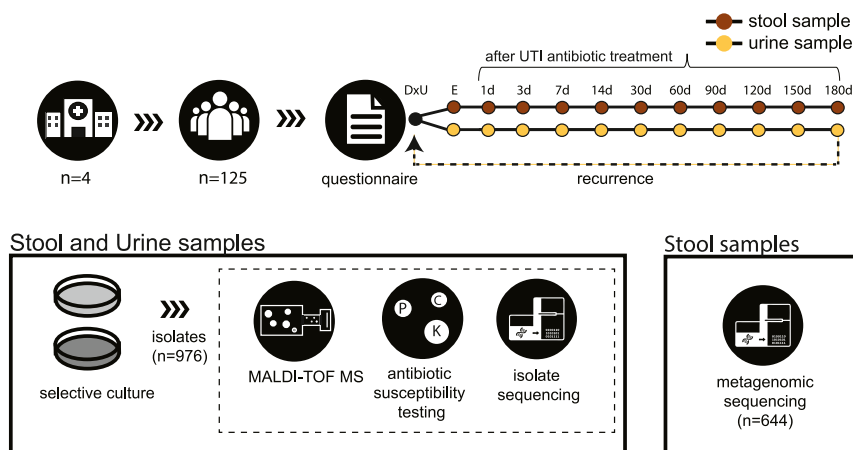 stool sample
urine sample
after UTI antibiotic treatment
DxU E 1d 3d 7d 14d 30d 60d 90d 120d 150d 180d
n=4
n=125
questionnaire
recurrence
Stool and Urine samples
selective culture
isolates
(n=976)
MALDI-TOF MS
P
C
K
antibiotic
susceptibility
testing
isolate
sequencing
Stool samples
metagenomic
sequencing
(n=644)